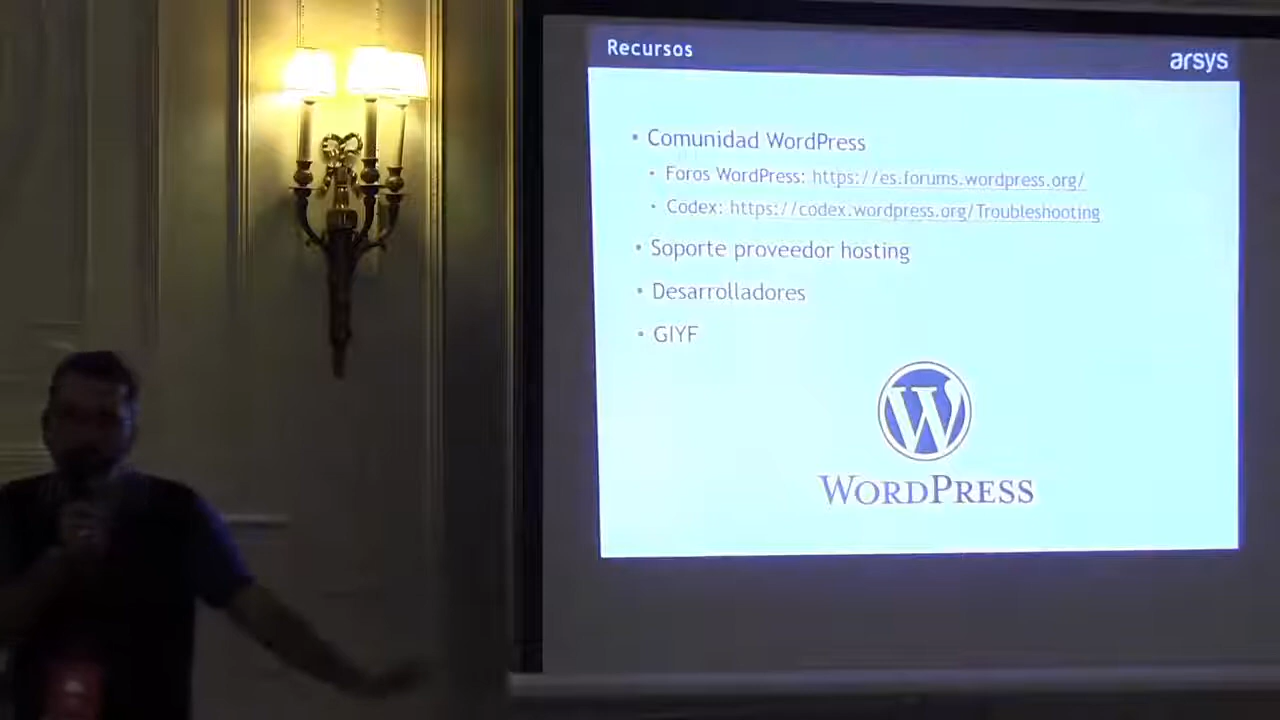 Recursos
arsys
• Comunidad WordPress
• Foros WordPress: https://es.forums.wordpress.org/
• Codex: https://codex.wordpress.org/Troubleshooting
• Soporte proveedor hosting
• Desarrolladores
• GIYF
W
WORDPRESS